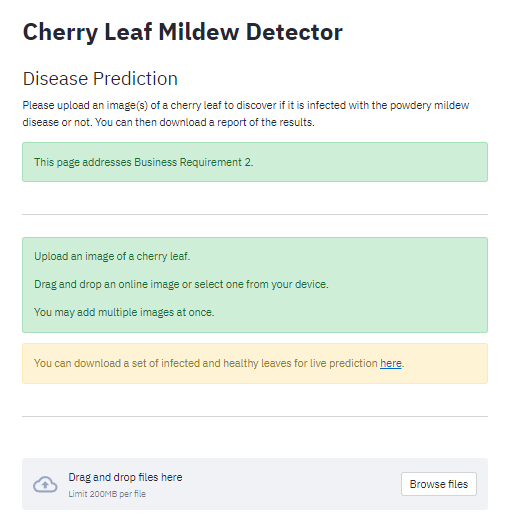 Cherry Leaf Mildew Detector
Disease Prediction
Please upload an image(s) of a cherry leaf to discover if it is infected with the powdery mildew
disease or not. You can then download a report of the results.
This page addresses Business Requirement 2.
Upload an image of a cherry leaf.
Drag and drop an online image or select one from your device.
You may add multiple images at once.
You can download a set of infected and healthy leaves for live prediction here.
Drag and drop files here
Limit 200MB per file
Browse files